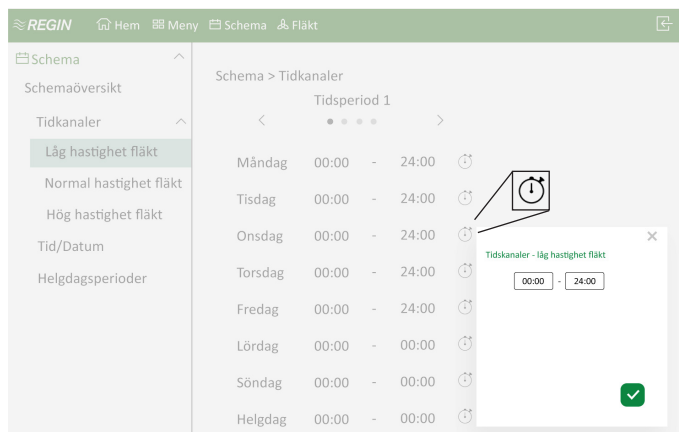 REGIN Hem Meny Schema Fläkt
Schema
Schemaöversikt
Tidkanaler
Låg hastighet fläkt
Normal hastighet fläkt
Hög hastighet fläkt
Tid/Datum
Helgdagsperioder
Schema > Tidkanaler
Tidsperiod 1
< >
Måndag 00:00 - 24:00
Tisdag 00:00 - 24:00
Onsdag 00:00 - 24:00
Torsdag 00:00 - 24:00
Fredag 00:00 - 24:00
Lördag 00:00 - 00:00
Söndag 00:00 - 00:00
Helgdag 00:00 - 00:00
Tidskanaler - låg hastighet fläkt
00:00 - 24:00